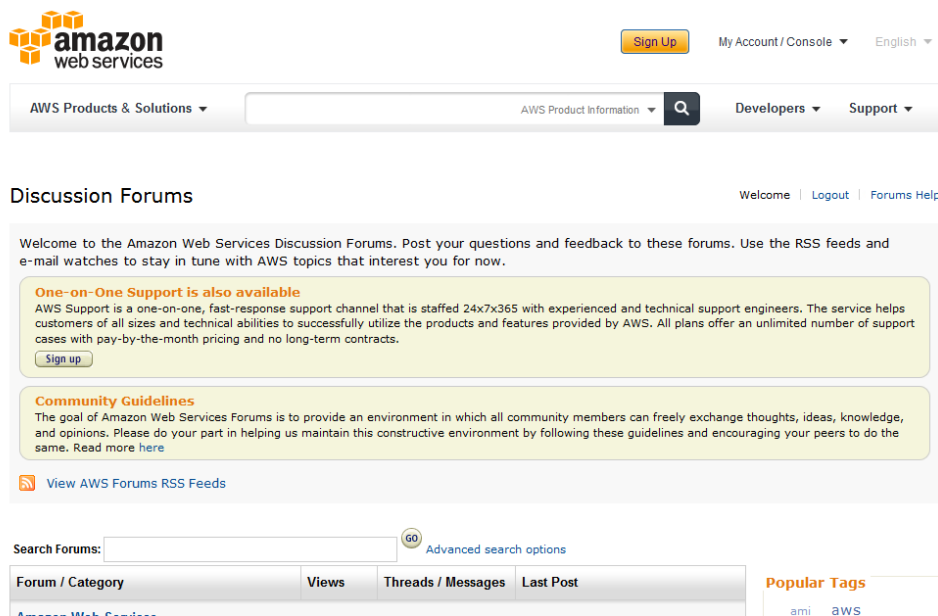 amazon
web services
Sign Up
My Account / Console
English
AWS Products & Solutions
AWS Product Information
Developers
Support
Discussion Forums
Welcome
Logout
Forums Help
Welcome to the Amazon Web Services Discussion Forums. Post your questions and feedback to these forums. Use the RSS feeds and
e-mail watches to stay in tune with AWS topics that interest you for now.
One-on-One Support is also available
AWS Support is a one-on-one, fast-response support channel that is staffed 24x7x365 with experienced and technical support engineers. The service helps
customers of all sizes and technical abilities to successfully utilize the products and features provided by AWS. All plans offer an unlimited number of support
cases with pay-by-the-month pricing and no long-term contracts.
Sign up
Community Guidelines
The goal of Amazon Web Services Forums is to provide an environment in which all community members can freely exchange thoughts, ideas, knowledge,
and opinions. Please do your part in helping us maintain this constructive environment by following these guidelines and encouraging your peers to do the
same. Read more here
View AWS Forums RSS Feeds
Search Forums:
GO
Advanced search options
Forum / Category
Views
Threads / Messages
Last Post
Popular Tags
Amazon Web Services
ami aws